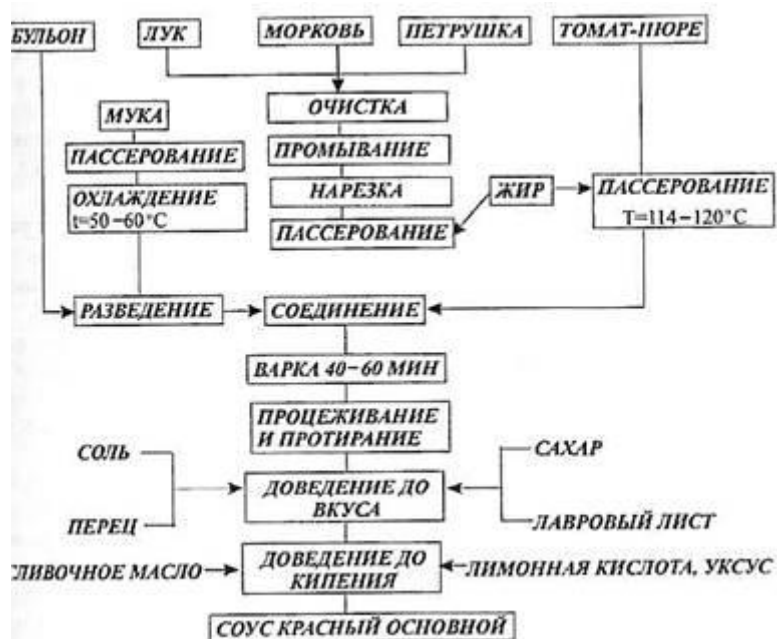 БУЛЬОН
ЛУК
МОРКОВЬ
ПЕТРУШКА
ТОМАТ-ПЮРЕ
МУКА
ОЧИСТКА
ПАССЕРОВАНИЕ
ПРОМЫВАНИЕ
ОХЛАЖДЕНИЕ
t=50–60°С
НАРЕЗКА
ЖИР
ПАССЕРОВАНИЕ
Т=114–120°С
ПАССЕРОВАНИЕ
РАЗВЕДЕНИЕ
СОЕДИНЕНИЕ
ВАРКА 40–60 МИН
ПРОЦЕЖИВАНИЕ
И ПРОТИРАНИЕ
СОЛЬ
САХАР
ДОВЕДЕНИЕ ДО
ВКУСА
ПЕРЕЦ
ЛАВРОВЫЙ ЛИСТ
СЛИВОЧНОЕ МАСЛО
ДОВЕДЕНИЕ ДО
КИПЕНИЯ
ЛИМОННАЯ КИСЛОТА, УКСУС
СОУС КРАСНЫЙ ОСНОВНОЙ